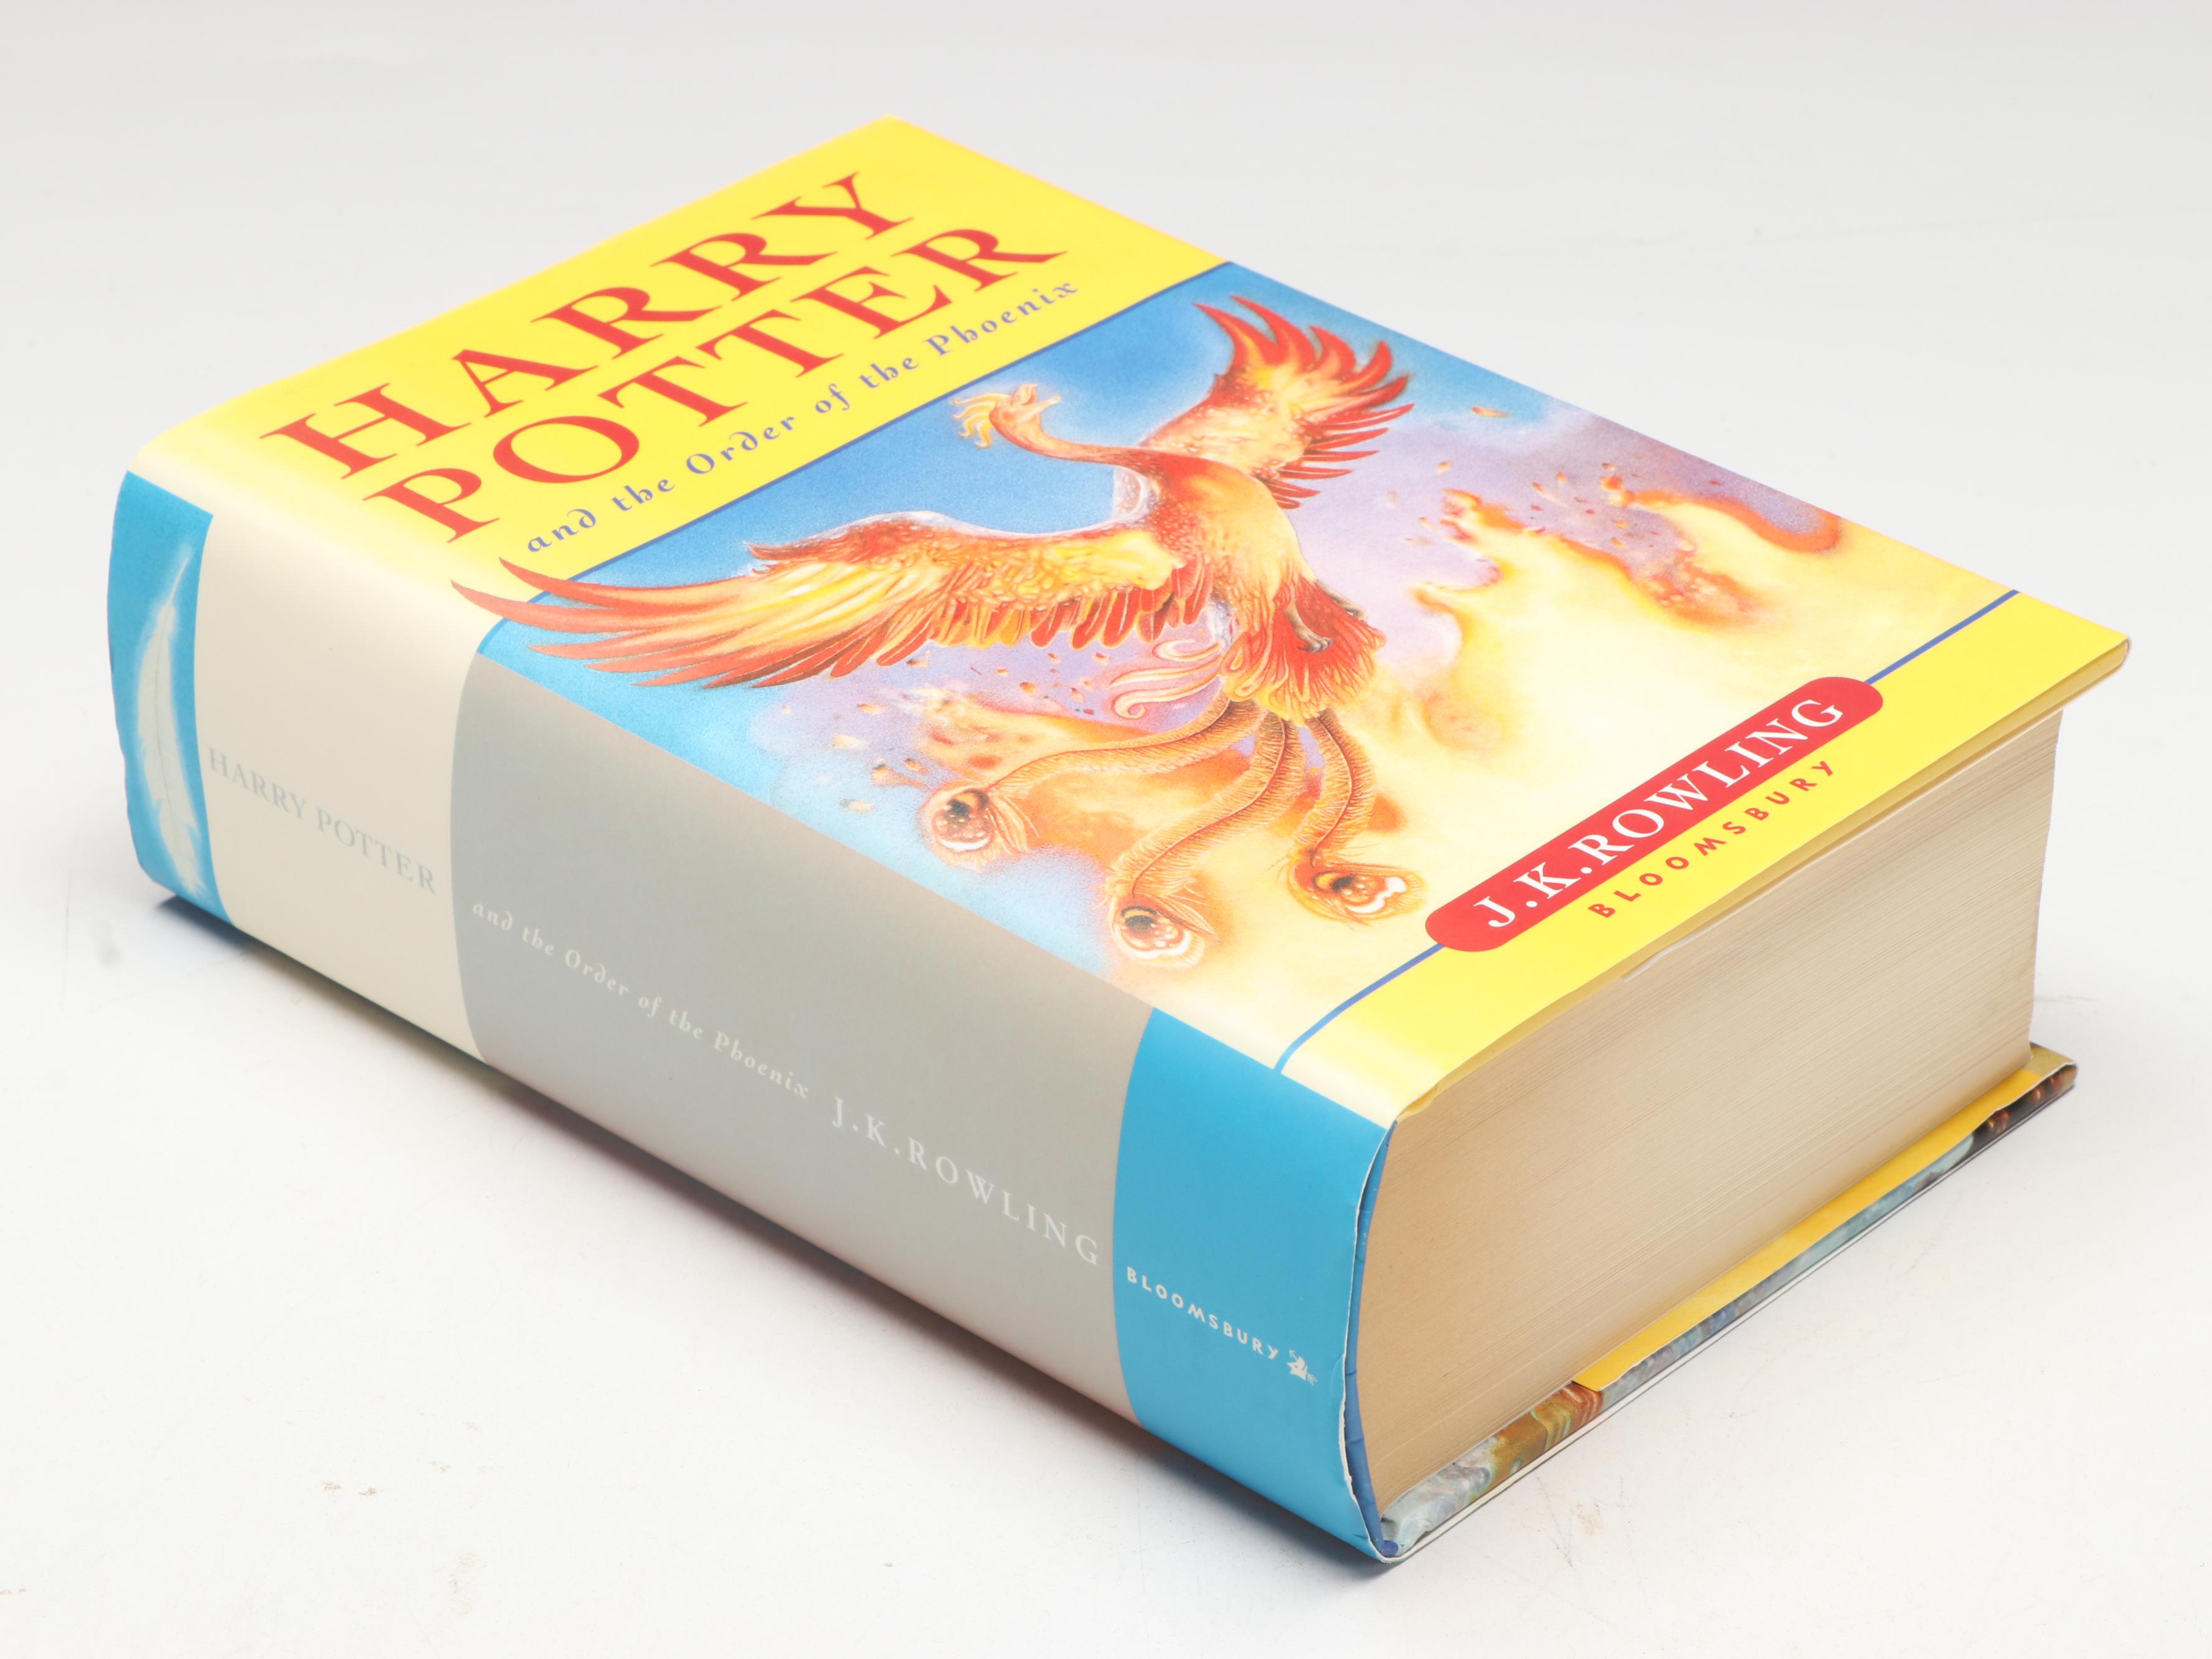 HARRY
POTTER
and the Order of the Phoenix
J.K.ROWLING
BLOOMSBURY
HARRY POTTER
and the Order of the Phoenix J.K.ROWLING
BLOOMSBURY